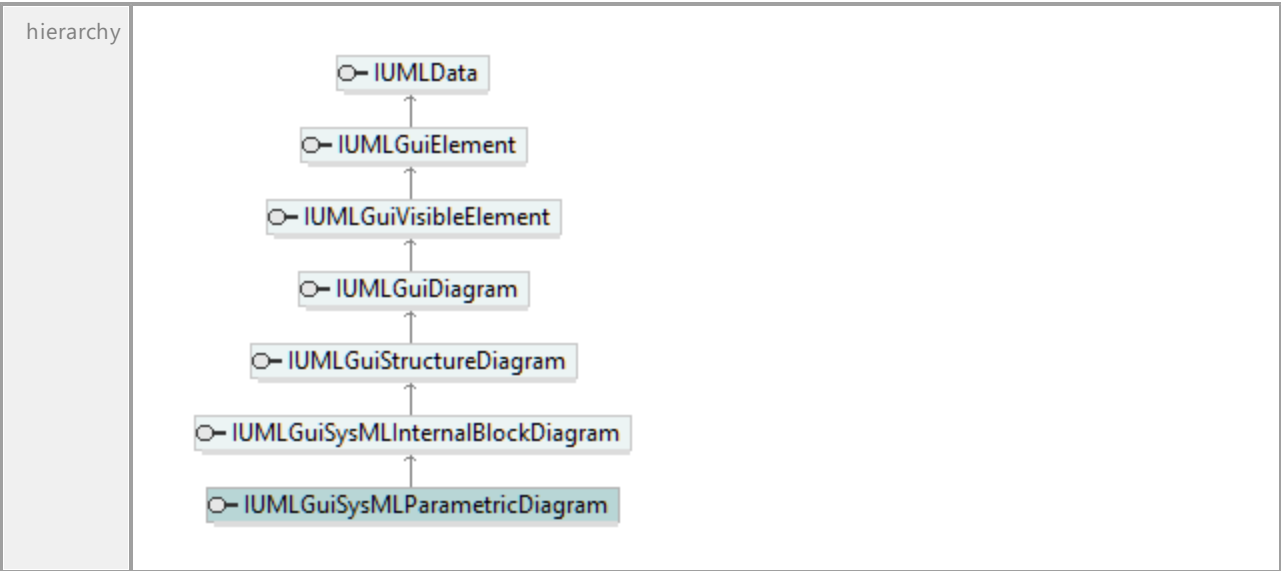 hierarchy
IUMLData
IUMLGuiElement
IUMLGuiVisibleElement
IUMLGuiDiagram
IUMLGuiStructureDiagram
IUMLGuiSysMLInternalBlockDiagram
IUMLGuiSysMLParametricDiagram